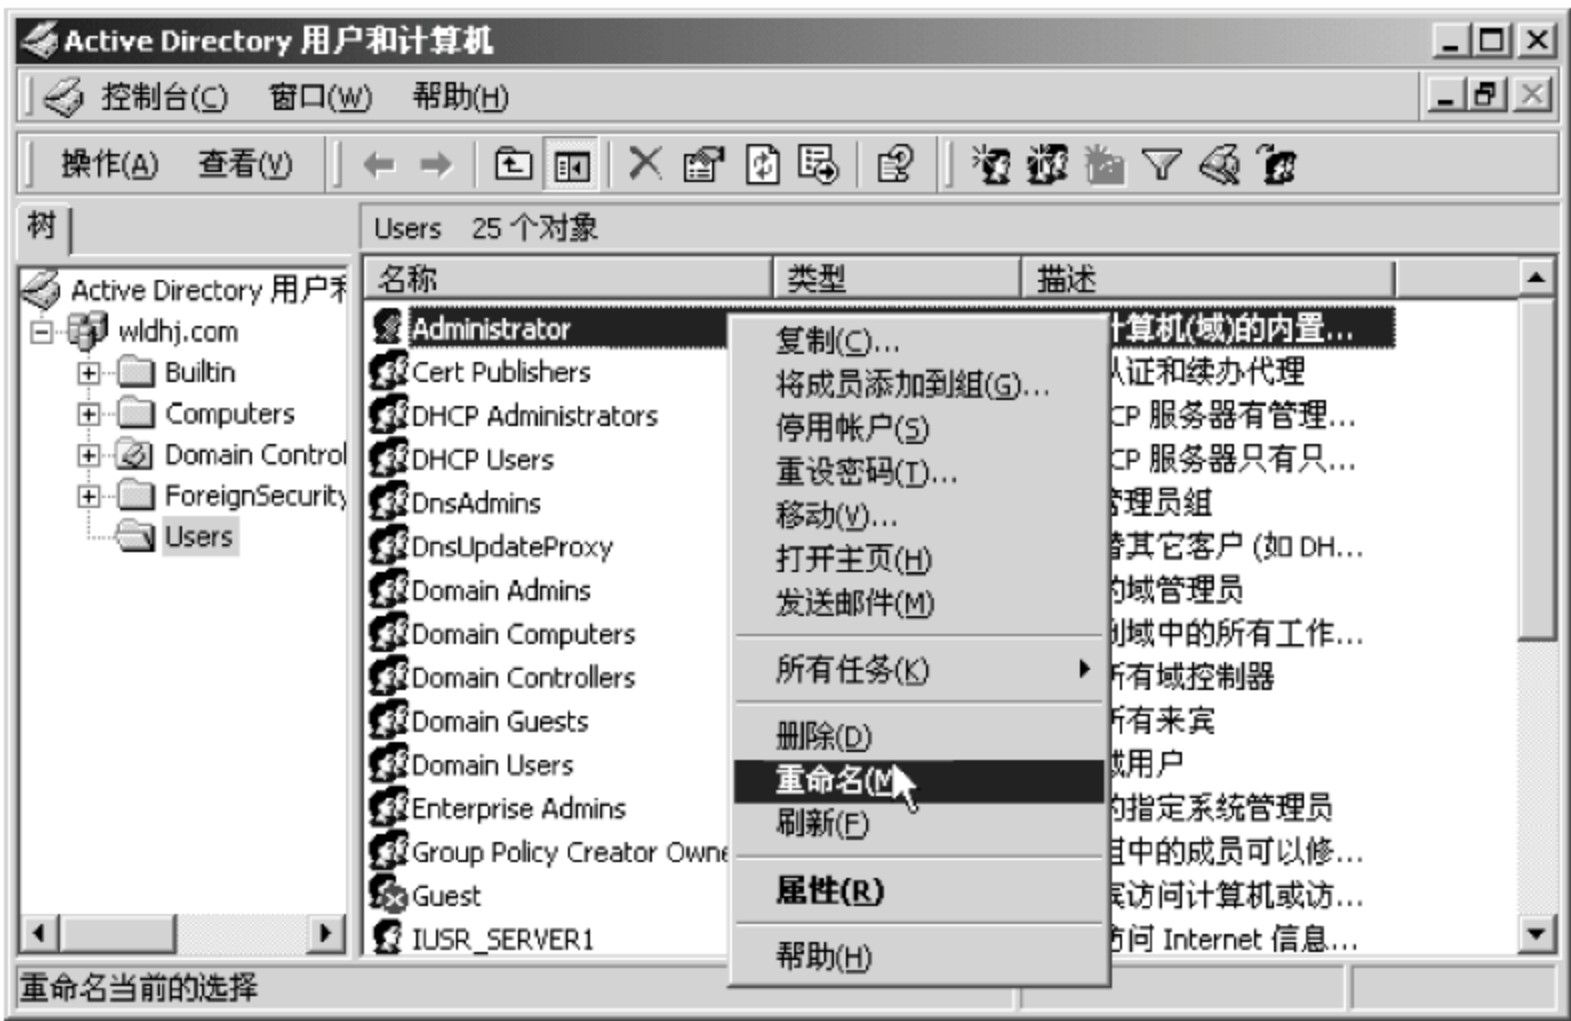 Active Directory 用户和计算机
控制台(C) 窗口(W) 帮助(H)
操作(A) 查看(V)
树
Users 25 个对象
Active Directory 用户
wldhj.com
Builtin
Computers
Domain Control
ForeignSecurity
Users
名称 类型 描述
Administrator 计算机(域)的内置...
Cert Publishers 认证和续办代理
DHCP Administrators CP 服务器有管理...
DHCP Users CP 服务器只有只...
DnsAdmins 管理员组
DnsUpdateProxy 替其它客户 (如 DH...
Domain Admins 的域管理员
Domain Computers 到域中的所有工作...
Domain Controllers 所有域控制器
Domain Guests 所有来宾
Domain Users 域用户
Enterprise Admins 的指定系统管理员
Group Policy Creator Owne 组中的成员可以修...
Guest 宾访问计算机或访...
IUSR_SERVER1 访问 Internet 信息...
复制(C)...
将成员添加到组(G)...
停用帐户(S)
重设密码(T)...
移动(V)...
打开主页(H)
发送邮件(M)
所有任务(K)
删除(D)
重命名(M
刷新(F)
属性(R)
帮助(H)
重命名当前的选择